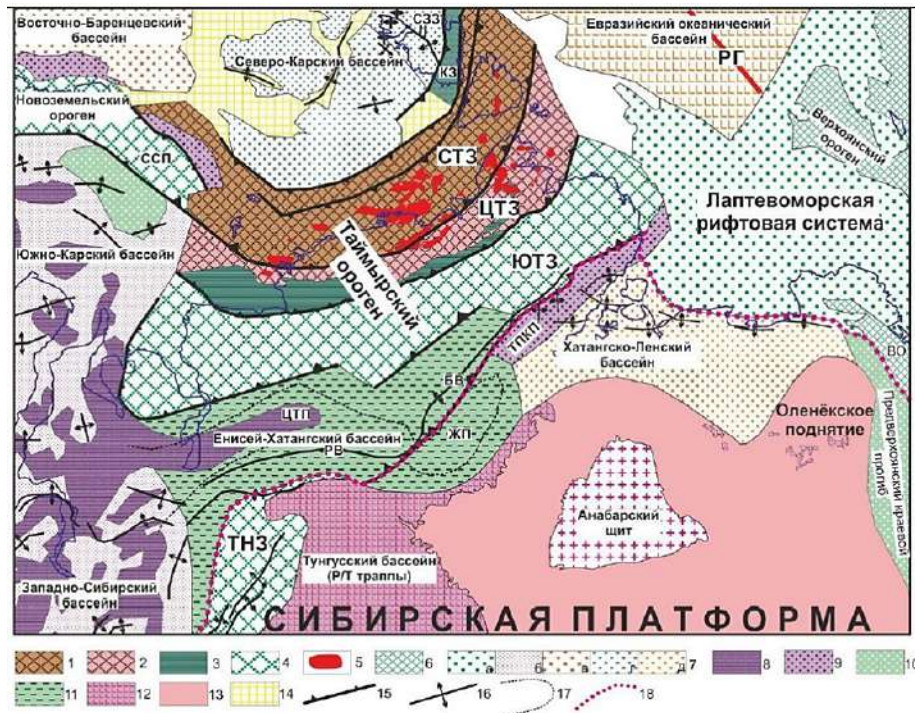 Восточно-Баренцевский
бассейн
Новоземельский
ороген
ССП
Южно-Карский бассейн
Северо-Карский бассейн
СЗЗ
КЗ
Евразийский океанический
бассейн
РГ
Верхоянский
ороген
СТЗ
ЦТЗ
Таймырский
ороген
ЮТЗ
Лаптевоморская
рифтовая система
ТПКП
Хатангско-Ленский
бассейн
ВО
БВ
ЦТП
Енисей-Хатангский бассейн
РВ
ЖП
Оленёкское
поднятие
Предверхоянский краевой
прогиб
Анабарский
щит
ТНЗ
Тунгусский бассейн
(Р/Т траппы)
Западно-Сибирский
бассейн
СИБИРСКАЯ ПЛАТФОРМА
1 2 3 4 5 6 а б в г д 7 8 9 10
11 12 13 14 15 16 17 18